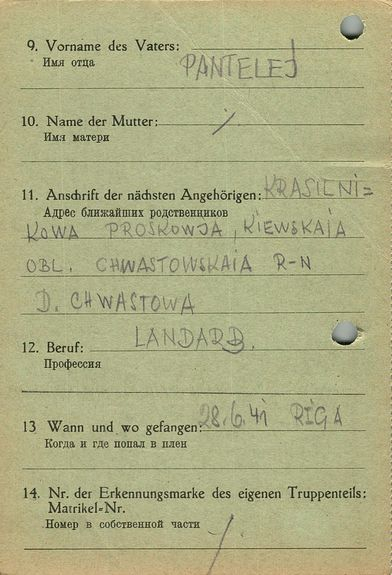 9. Vorname des Vaters:
Имя отца
PANTELEJ
10. Name der Mutter: /
Имя матери
11. Anschrift der nächsten Angehörigen: KRASILNI=
Адрес ближайших родственников
KOWA PROSKOWJA, KIEWSKAIA
OBL. CHWASTOWSKAIA R-N
D. CHWASTOWA
LANDARB.
12. Beruf:
Профессия
13 Wann und wo gefangen: 28.6.41 RIGA
Когда и где попал в плен
14. Nr. der Erkennungsmarke des eigenen Truppenteils:
Matrikel=Nr.
Номер в собственной части
/